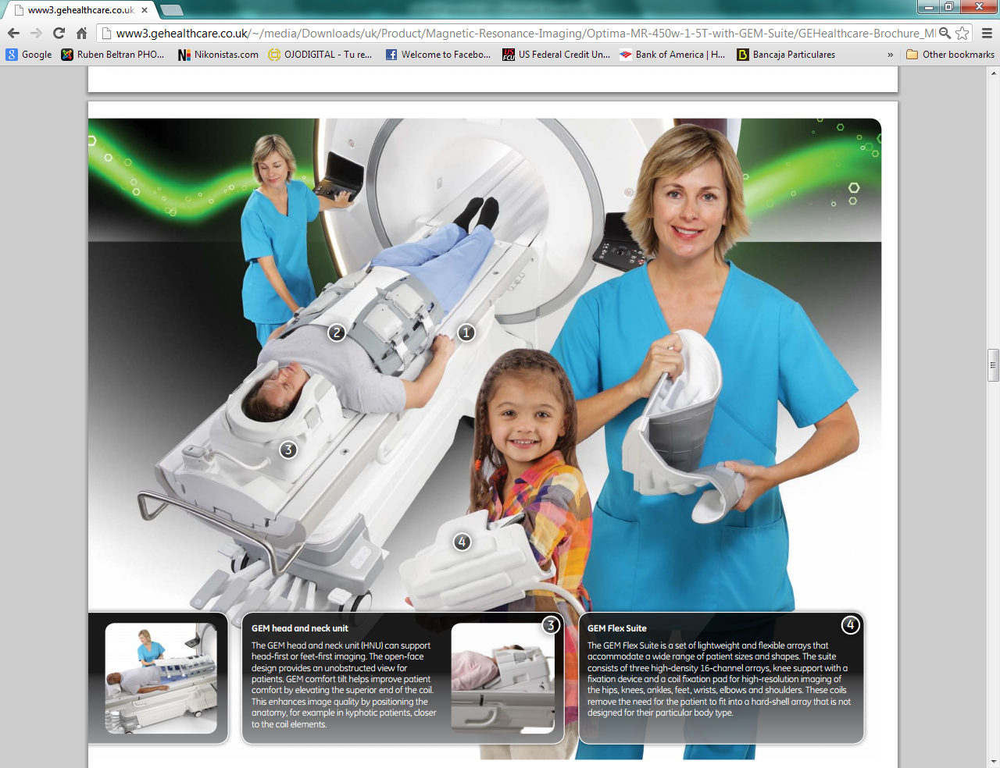 www3.gehealthcare.co.uk
www3.gehealthcare.co.uk/~/media/Downloads/uk/Product/Magnetic-Resonance-Imaging/Optima-MR-450w-1-5T-with-GEM-Suite/GEHealthcare-Brochure_M
Google
Ruben Beltran PHO...
Nikonistas.com
OJODIGITAL - Tu re...
Welcome to Facebo...
US Federal Credit Un...
Bank of America | H...
Bancaja Particulares
»
Other bookmarks
2
1
3
4
GEM head and neck unit
3
The GEM head and neck unit (HNU) can support
head-first or feet-first imaging. The open-face
design provides an unobstructed view for
patients. GEM comfort tilt helps improve patient
comfort by elevating the superior end of the coil.
This enhances image quality by positioning the
anatomy, for example in kyphotic patients, closer
to the coil elements.
GEM Flex Suite
4
The GEM Flex Suite is a set of lightweight and flexible arrays that
accommodate a wide range of patient sizes and shapes. The suite
consists of three high-density 16-channel arrays, knee support with a
fixation device and a coil fixation pad for high-resolution imaging of
the hips, knees, ankles, feet, wrists, elbows and shoulders. These coils
remove the need for the patient to fit into a hard-shell array that is not
designed for their particular body type.